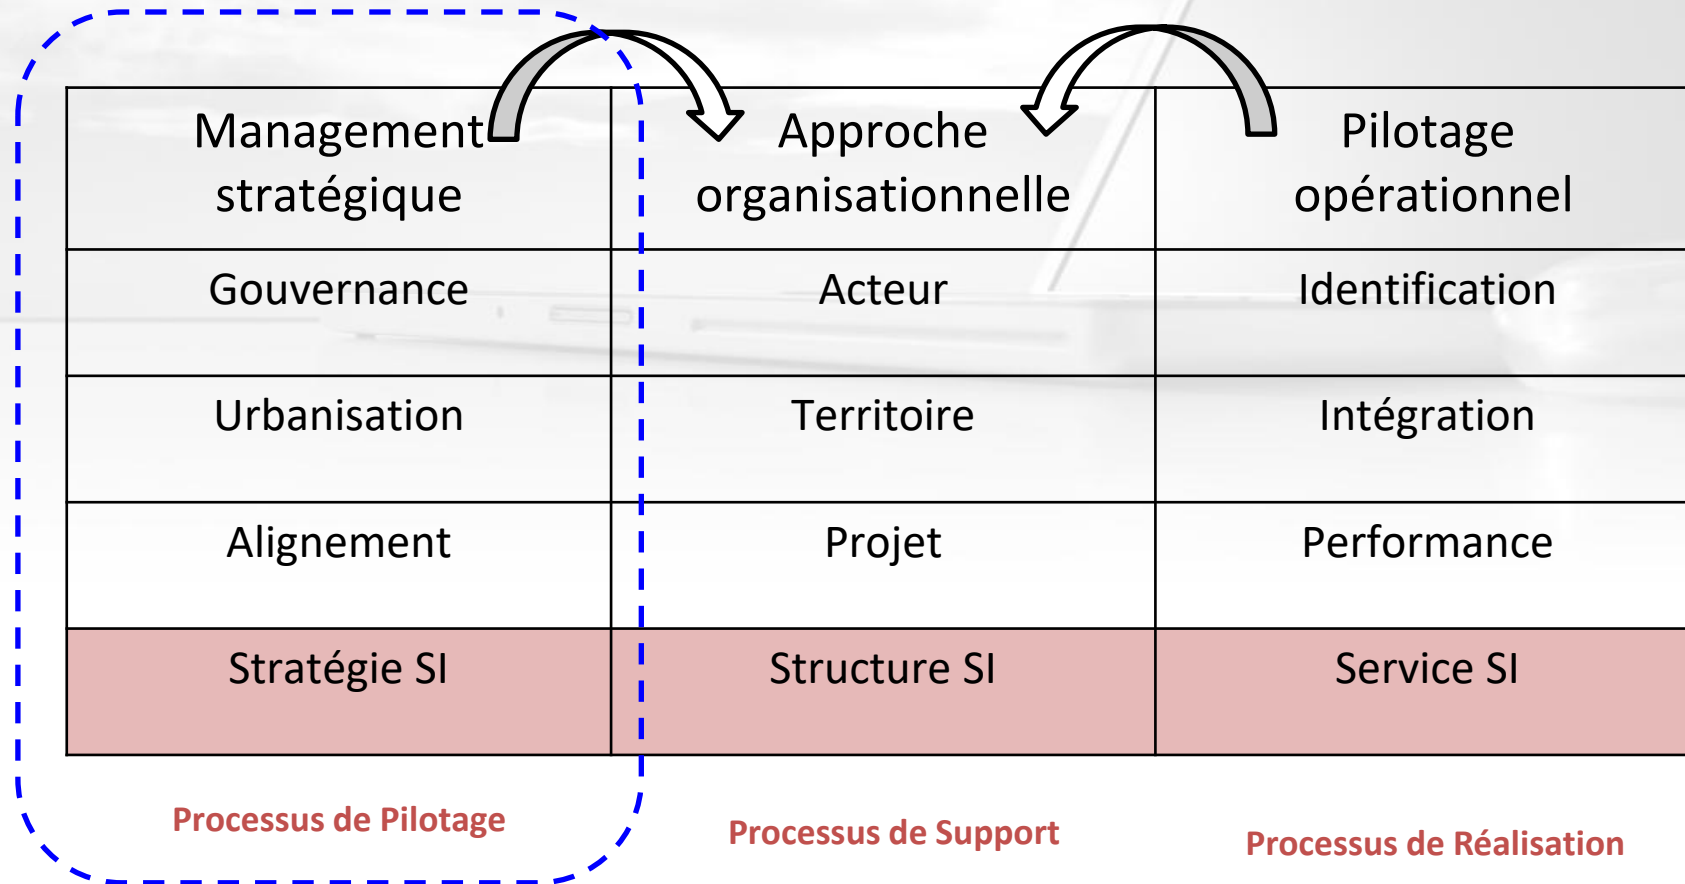 Management
stratégique
Approche
organisationnelle
Pilotage
opérationnel
Gouvernance
Acteur
Identification
Urbanisation
Territoire
Intégration
Alignement
Projet
Performance
Stratégie SI
Structure SI
Service SI
Processus de Pilotage
Processus de Support
Processus de Réalisation